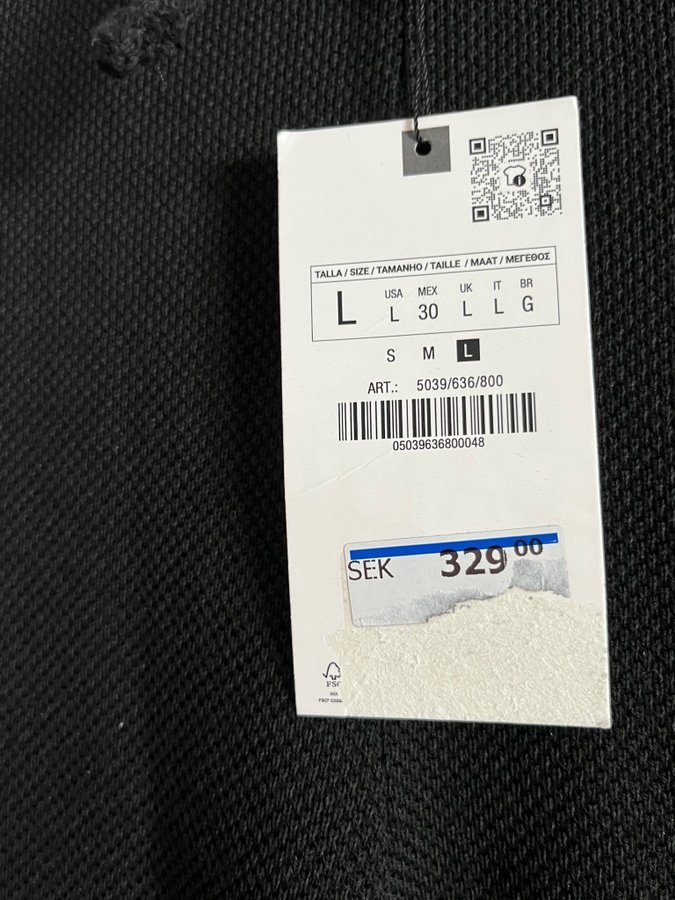 TALLA / SIZE / TAMANHO / TAILLE / MAAT / ΜΕΓΕΘΟΣ
L USA MEX UK IT BR
L 30 L L G
S M L
ART.: 5039/636/800
05039636800048
SEK 329 00
FSC
MIX